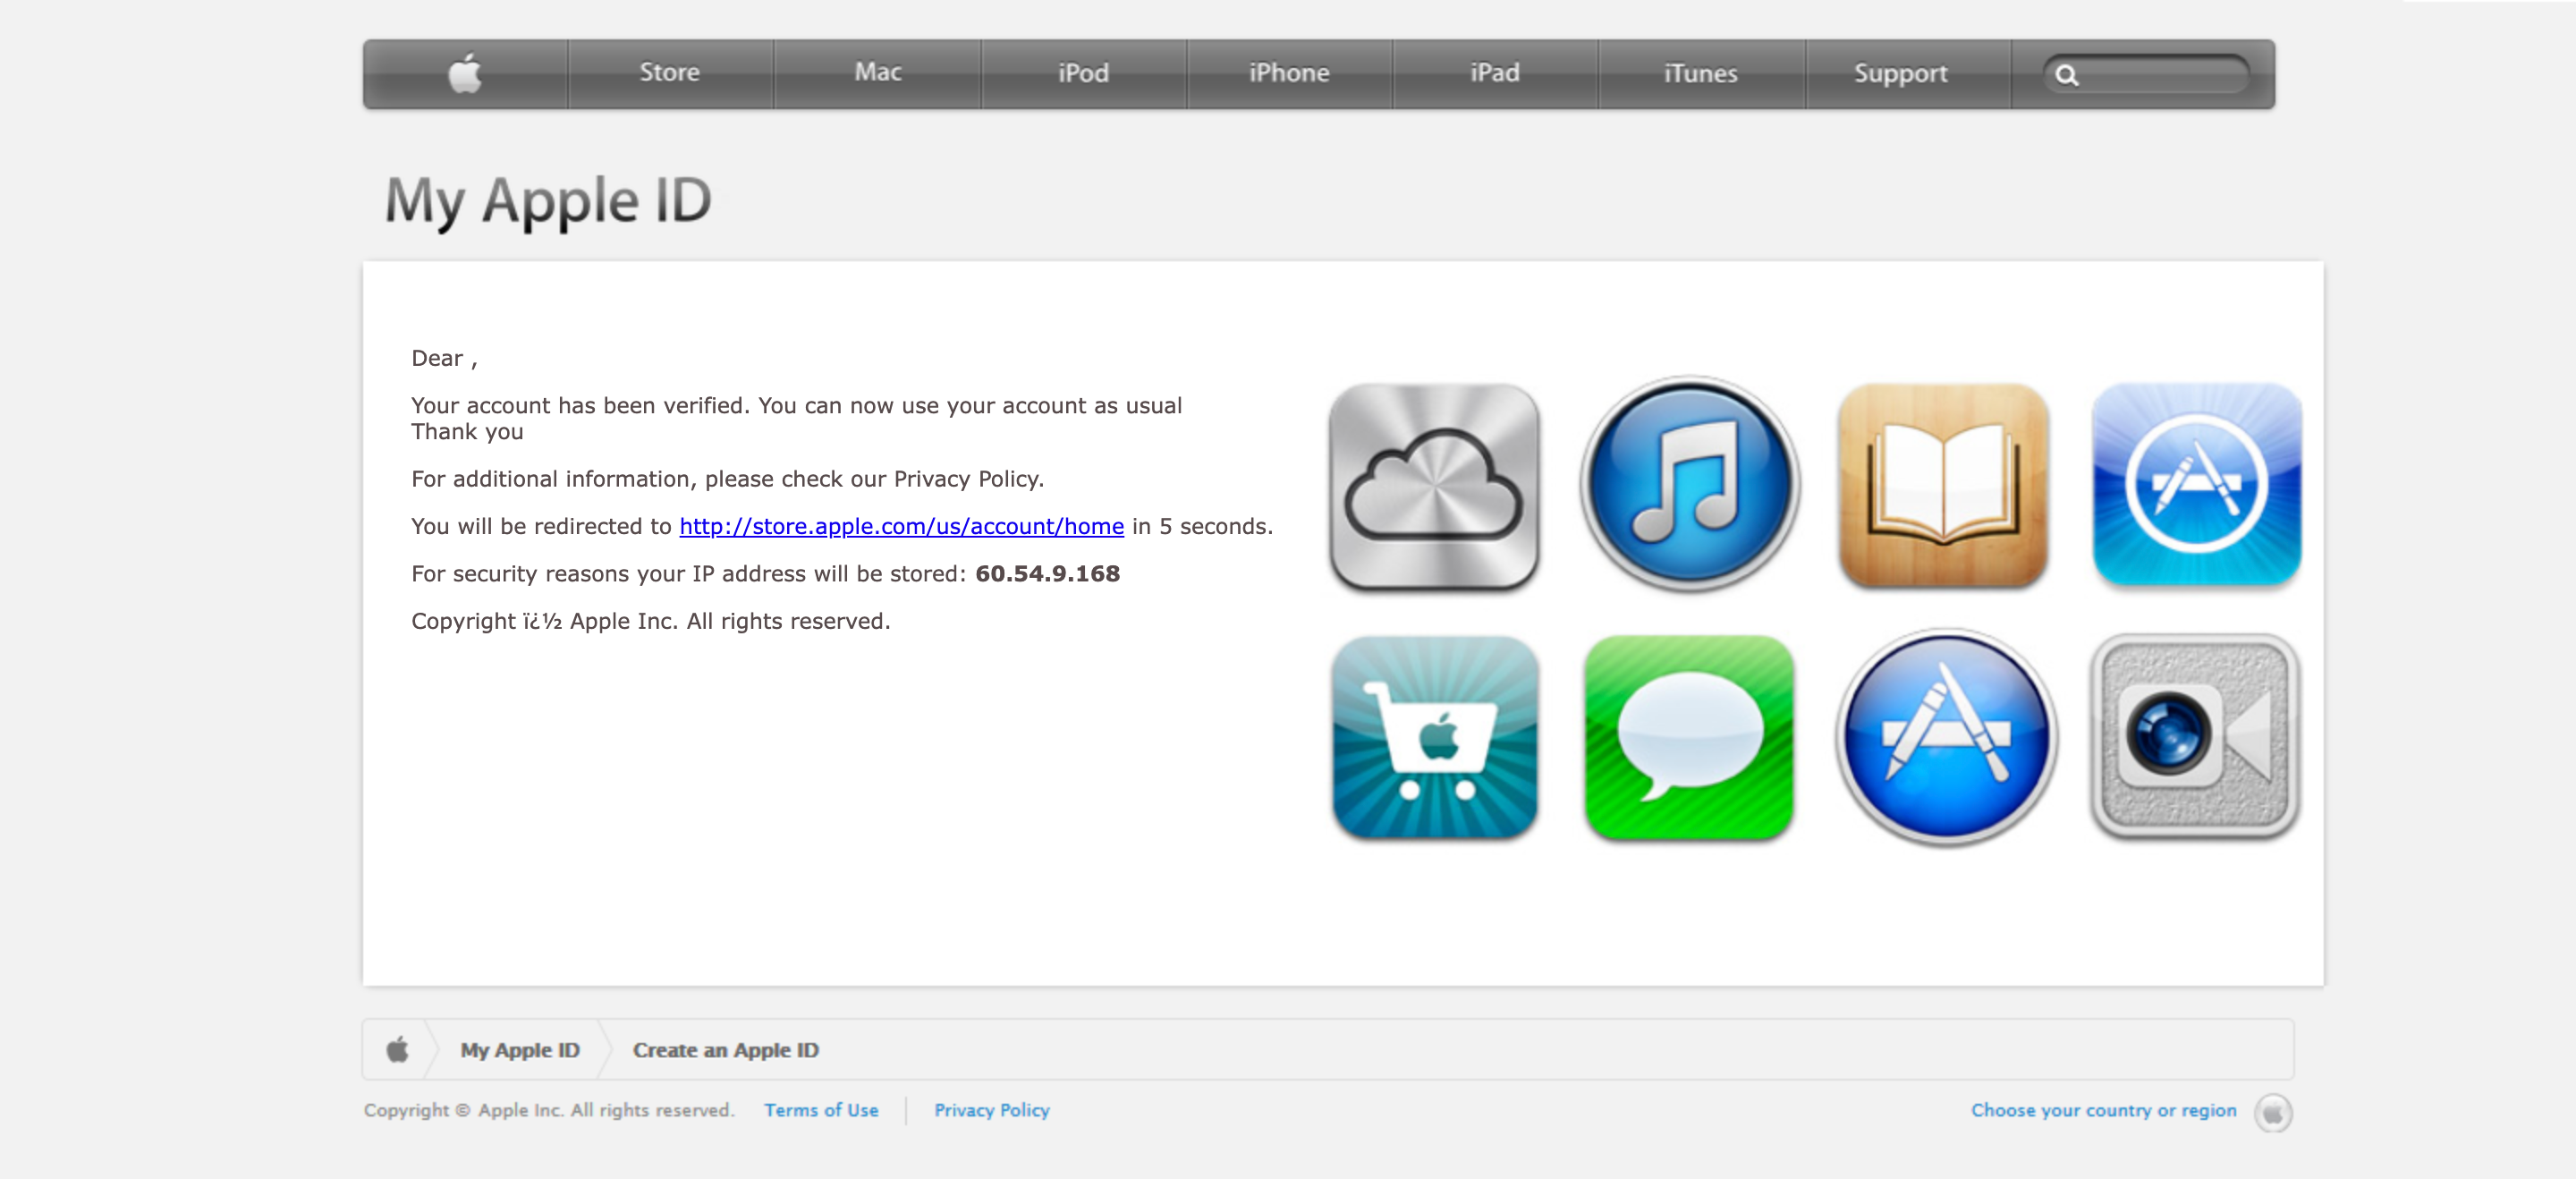 Store Mac iPod iPhone iPad iTunes Support
My Apple ID
Dear ,
Your account has been verified. You can now use your account as usual
Thank you
For additional information, please check our Privacy Policy.
You will be redirected to http://store.apple.com/us/account/home in 5 seconds.
For security reasons your IP address will be stored: 60.54.9.168
Copyright ï¿½ Apple Inc. All rights reserved.
My Apple ID Create an Apple ID
Copyright © Apple Inc. All rights reserved. Terms of Use Privacy Policy Choose your country or region